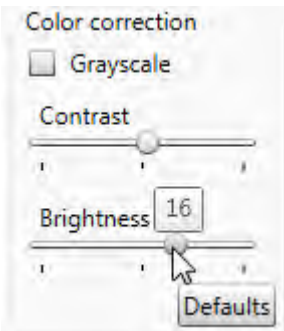 Color correction
Grayscale
Contrast
Brightness 16
Defaults